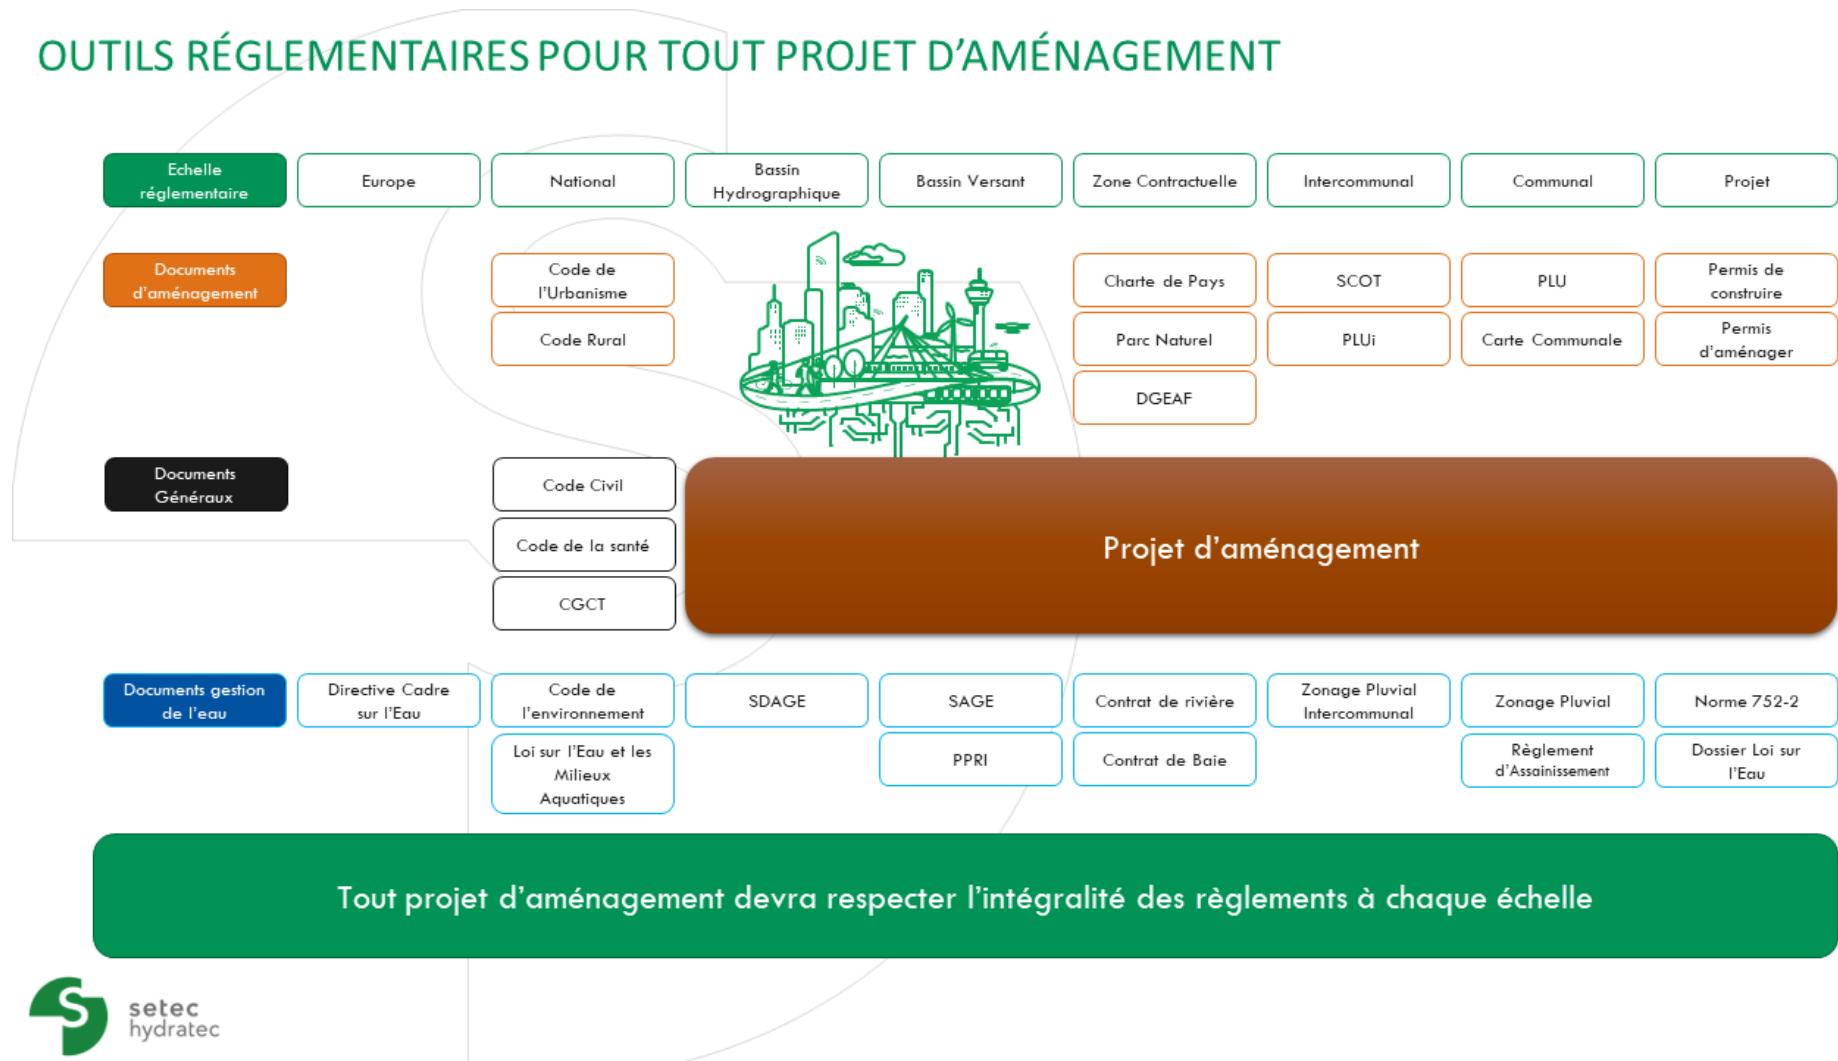 OUTILS RÉGLEMENTAIRES POUR TOUT PROJET D'AMÉNAGEMENT
Echelle
réglementaire
Europe
National
Bassin
Hydrographique
Bassin Versant
Zone Contractuelle
Intercommunal
Communal
Projet
Documents
d'aménagement
Code de
l'Urbanisme
Charte de Pays
SCOT
PLU
Permis de
construire
Code Rural
Parc Naturel
PLUi
Carte Communale
Permis
d'aménager
DGEAF
Documents
Généraux
Code Civil
Code de la santé
CGCT
Projet d'aménagement
Documents gestion
de l'eau
Directive Cadre
sur l'Eau
Code de
l'environnement
SDAGE
SAGE
Contrat de rivière
Zonage Pluvial
Intercommunal
Zonage Pluvial
Norme 752-2
Loi sur l'Eau et les
Milieux
Aquatiques
PPRI
Contrat de Baie
Règlement
d'Assainissement
Dossier Loi sur
l'Eau
Tout projet d'aménagement devra respecter l'intégralité des règlements à chaque échelle
setec
hydratec